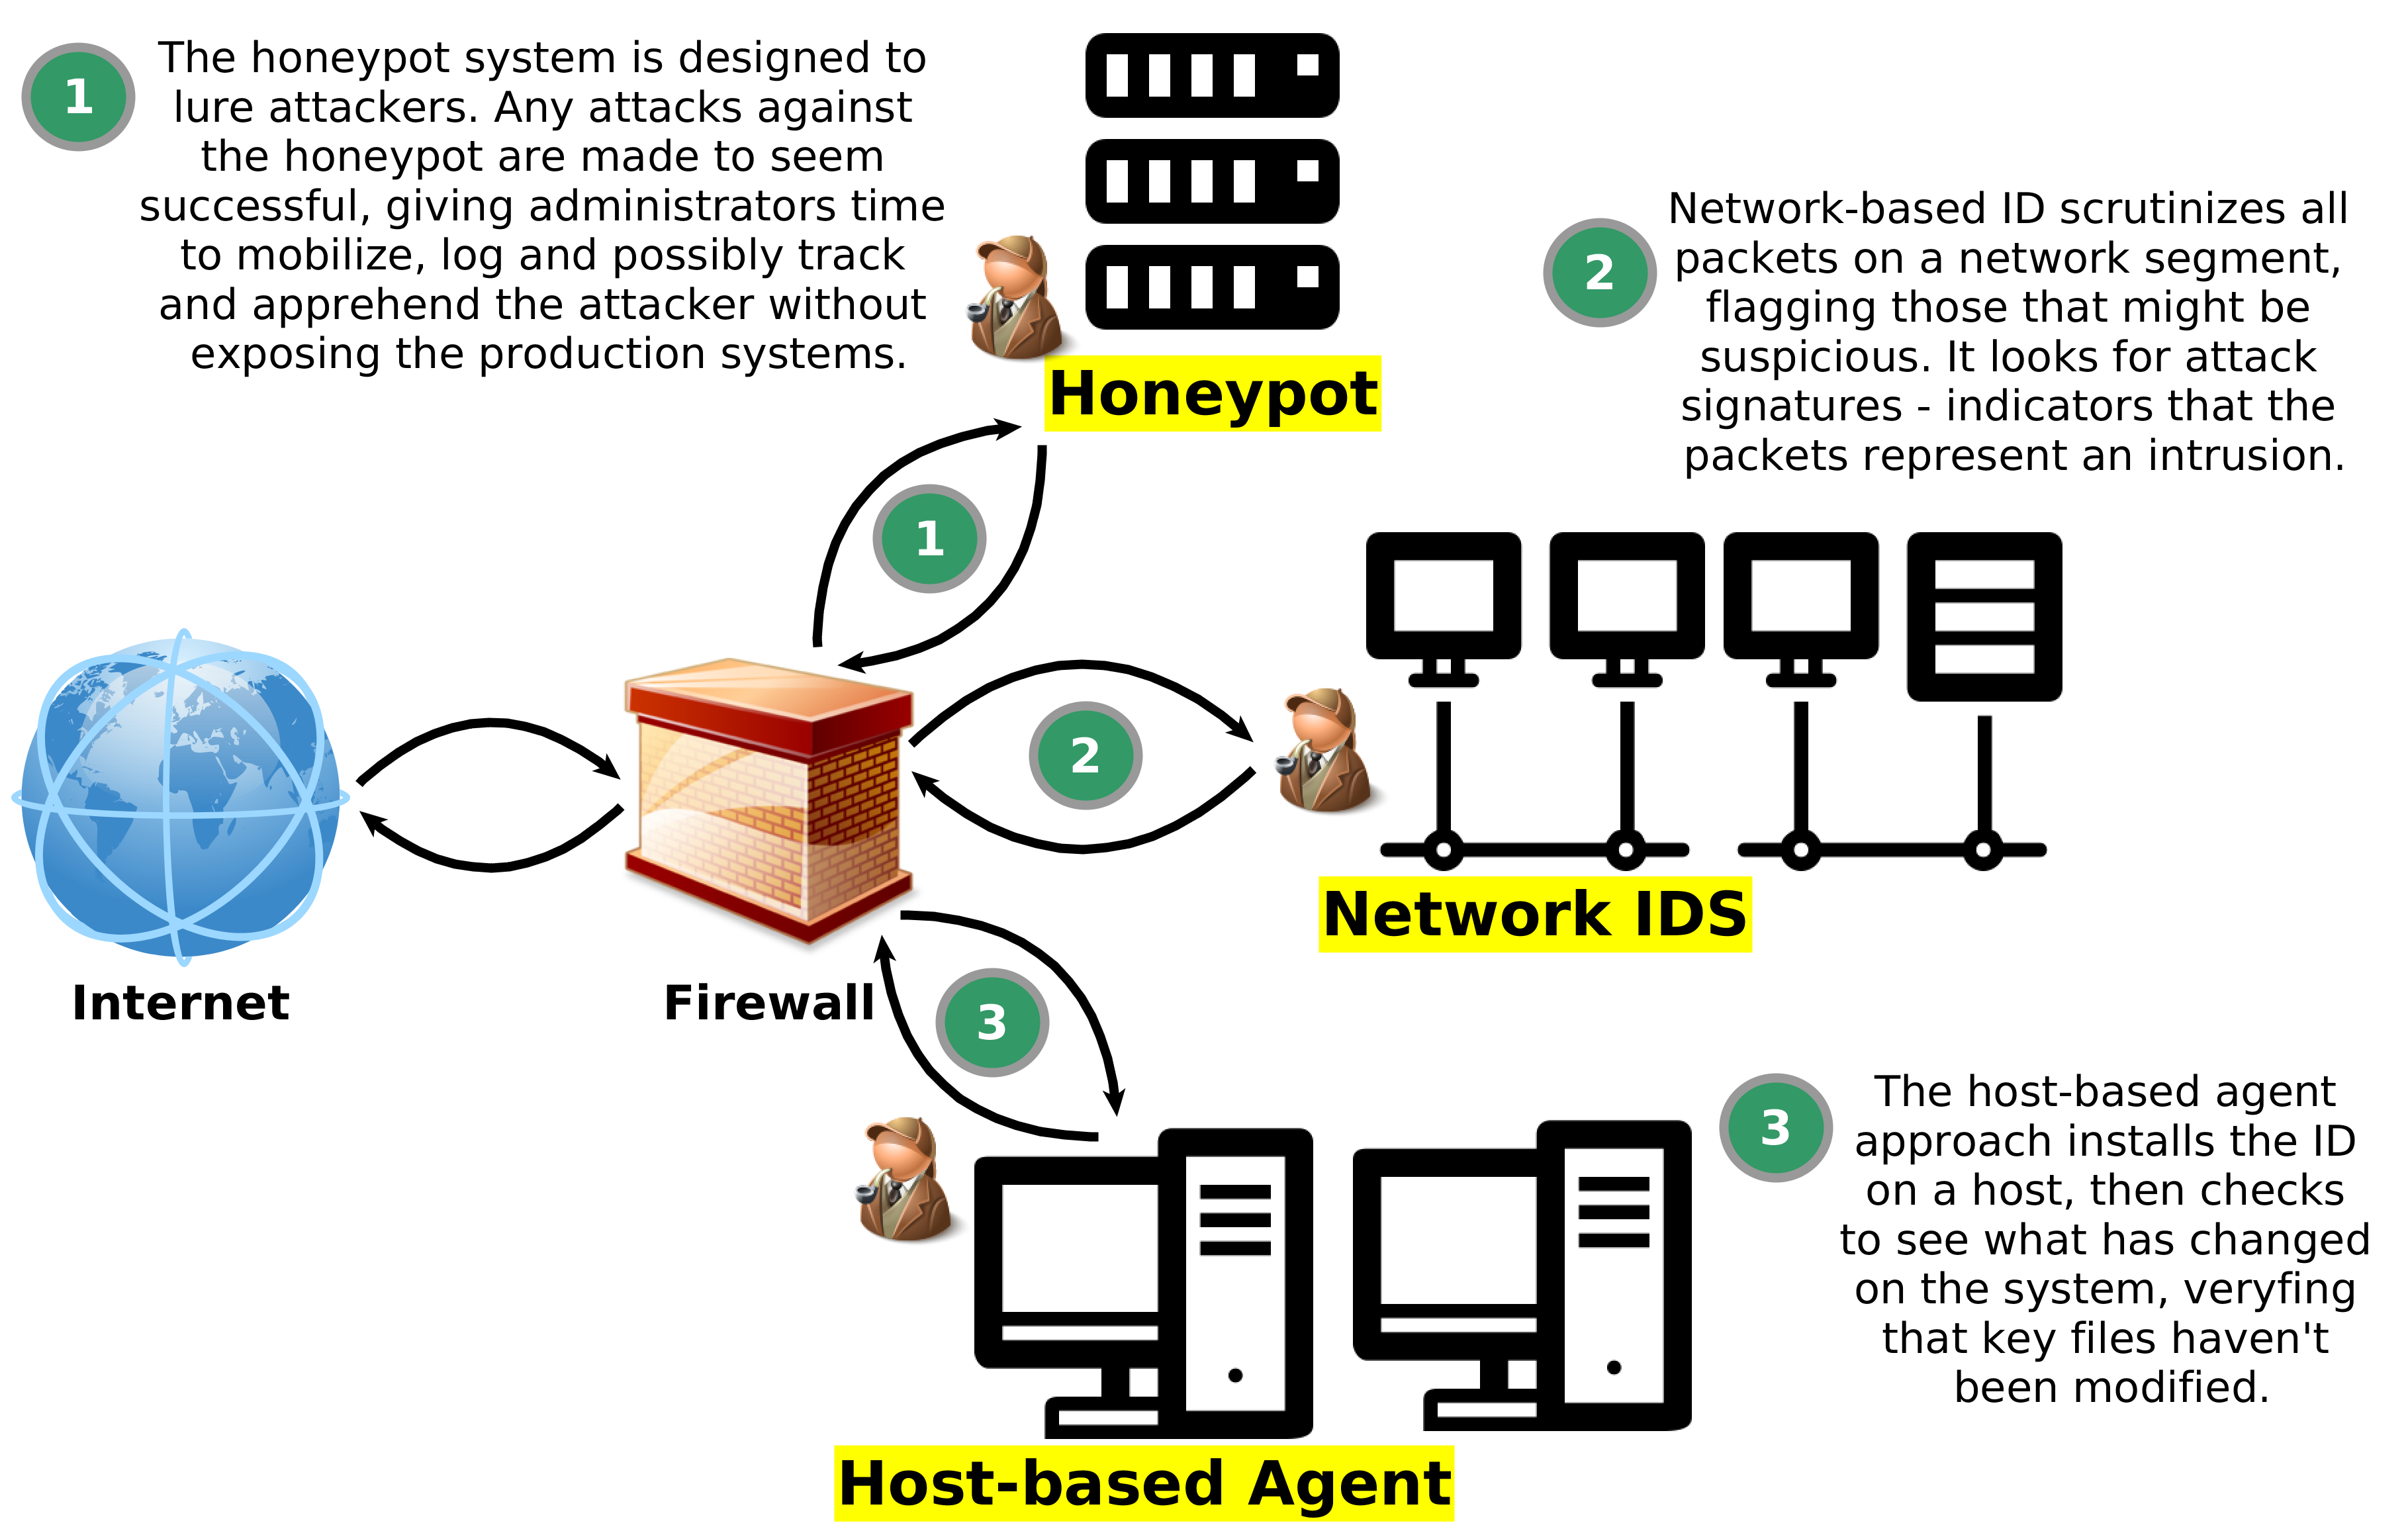 1
The honeypot system is designed to
lure attackers. Any attacks against
the honeypot are made to seem
successful, giving administrators time
to mobilize, log and possibly track
and apprehend the attacker without
exposing the production systems.
Honeypot
2
Network-based ID scrutinizes all
packets on a network segment,
flagging those that might be
suspicious. It looks for attack
signatures - indicators that the
packets represent an intrusion.
1
2
Network IDS
Internet
Firewall
3
3
The host-based agent
approach installs the ID
on a host, then checks
to see what has changed
on the system, veryfing
that key files haven't
been modified.
Host-based Agent